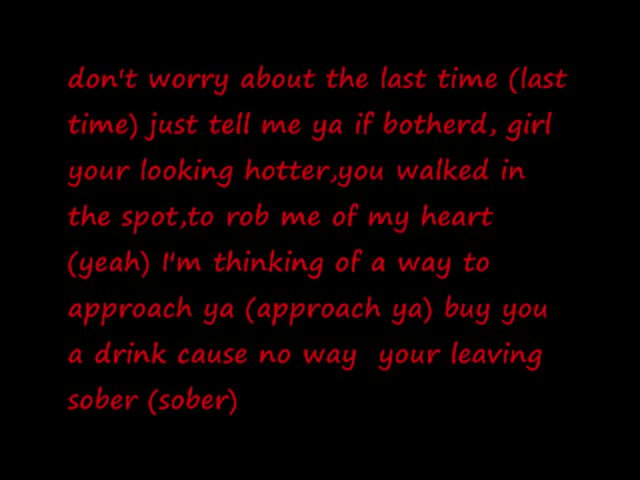 don't worry about the last time (last
time) just tell me ya if botherd, girl
your looking hotter,you walked in
the spot,to rob me of my heart
(yeah) I'm thinking of a way to
approach ya (approach ya) buy you
a drink cause no way  your leaving
sober (sober)